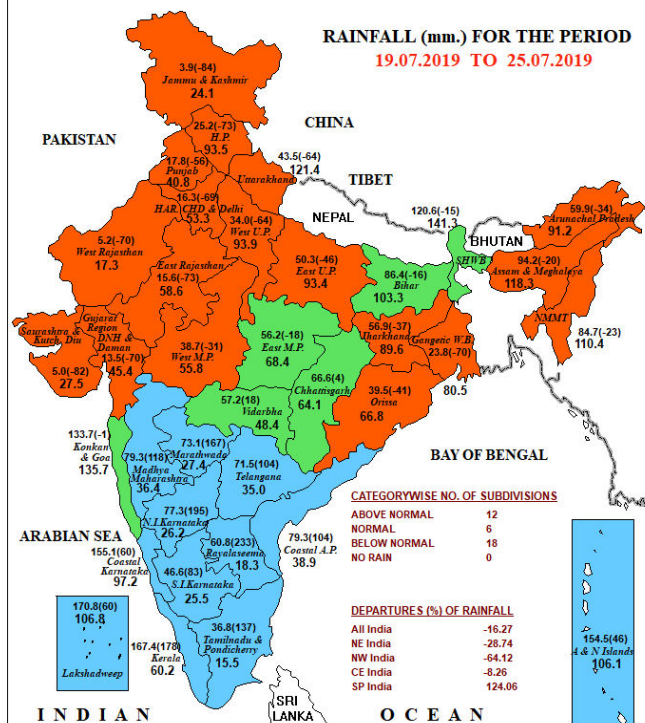 RAINFALL (mm.) FOR THE PERIOD
19.07.2019 TO 25.07.2019
3.9(-84)
Jammu & Kashmir
24.1
CHINA
25.2(-73)
H.P.
93.5
PAKISTAN
17.8(-56)
Punjab
40.8
43.5(-64)
121.4
Uttarakhand
TIBET
16.3(-69)
HAR. CHD & Delhi
53.3
34.0(-64)
West U.P.
93.9
NEPAL
120.6(-15)
141.3
SHWB
BHUTAN
59.9(-34)
Arunachal Pradesh
91.2
5.2(-70)
West Rajasthan
17.3
East Rajasthan
15.6(-73)
58.6
50.3(-46)
East U.P.
93.4
86.4(-16)
Bihar
103.3
94.2(-20)
Assam & Meghalaya
118.3
NMMT
84.7(-23)
110.4
Saurashtra &
Kutch, Diu
5.0(-82)
27.5
Gujarat
Region
DNH &
Daman
13.5(-70)
45.4
38.7(-31)
West M.P.
55.8
56.2(-18)
East M.P.
68.4
56.9(-37)
Jharkhand
89.6
Gangetic W.B.
23.8(-70)
80.5
66.6(4)
Chhattisgarh
64.1
39.5(-41)
Orissa
66.8
57.2(18)
Vidarbha
48.4
133.7(-1)
Konkan
& Goa
135.7
79.3(118)
Madhya
Maharashtra
36.4
73.1(167)
Marathwada
27.4
71.5(104)
Telangana
35.0
BAY OF BENGAL
77.3(195)
N.I.Karnataka
26.2
ARABIAN SEA
155.1(60)
Coastal
Karnataka
97.2
60.8(233)
Rayalaseema
18.3
79.3(104)
Coastal A.P.
38.9
46.6(83)
S.I.Karnataka
25.5
170.8(60)
106.8
Lakshadweep
167.4(178)
Kerala
60.2
36.8(137)
Tamilnadu &
Pondicherry
15.5
CATEGORYWISE NO. OF SUBDIVISIONS
ABOVE NORMAL 12
NORMAL 6
BELOW NORMAL 18
NO RAIN 0
DEPARTURES (%) OF RAINFALL
All India -16.27
NE India -28.74
NW India -64.12
CE India -8.26
SP India 124.06
154.5(46)
A & N Islands
106.1
SRI
LANKA
INDIAN OCEAN